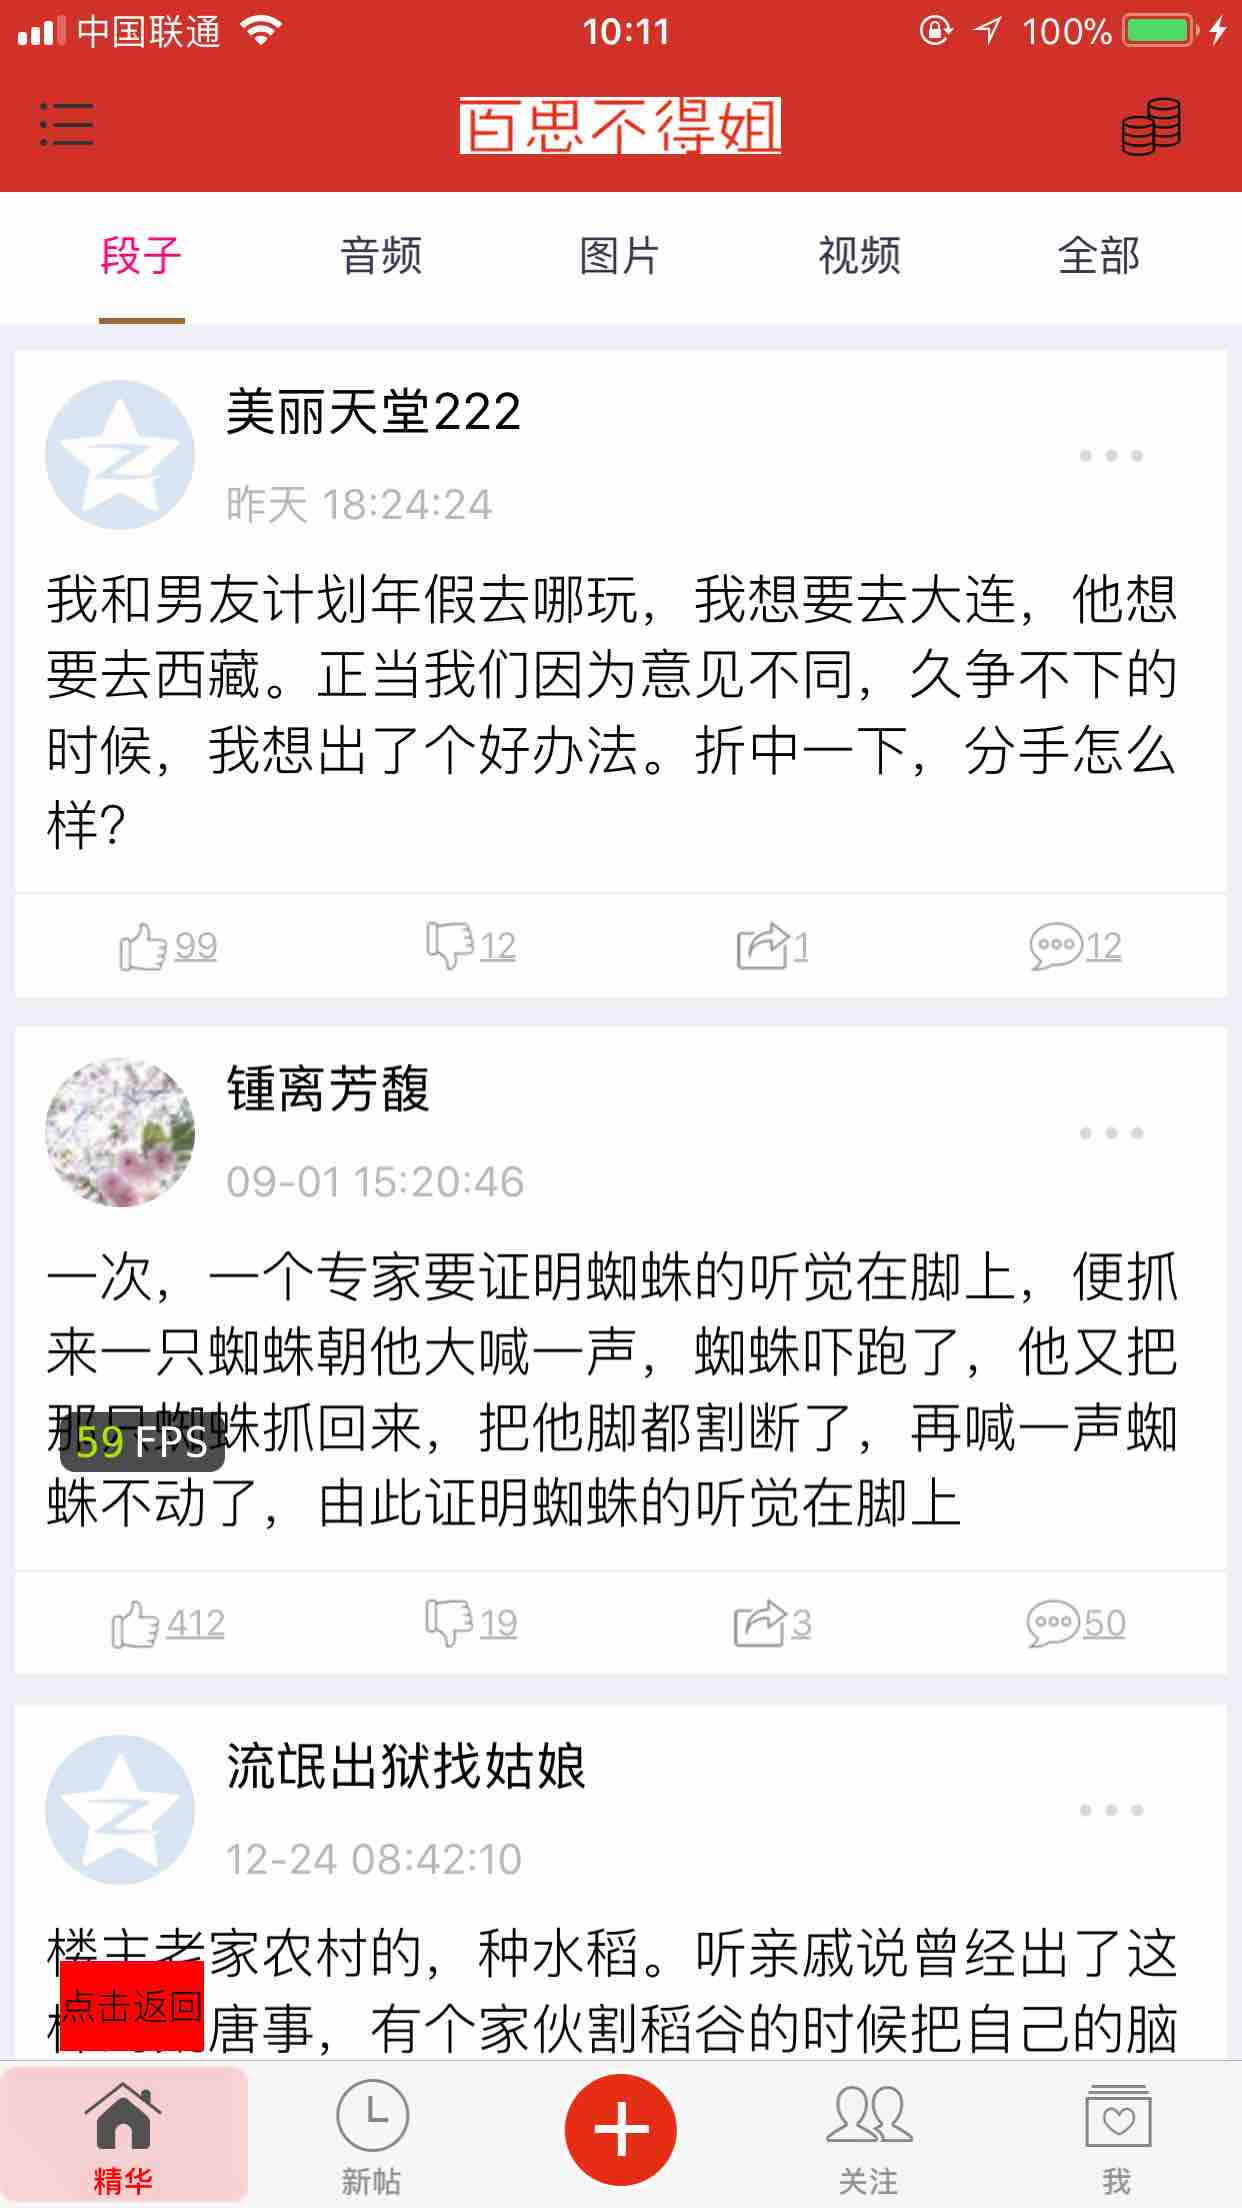 中国联通 10:11 100%
百思不得姐
段子 音频 图片 视频 全部
美丽天堂222
昨天 18:24:24
我和男友计划年假去哪玩，我想要去大连，他想
要去西藏。正当我们因为意见不同，久争不下的
时候，我想出了个好办法。折中一下，分手怎么
样？
99 12 1 12
锺离芳馥
09-01 15:20:46
一次，一个专家要证明蜘蛛的听觉在脚上，便抓
来一只蜘蛛朝他大喊一声，蜘蛛吓跑了，他又把
那只蜘蛛抓回来，把他脚都割断了，再喊一声蜘
59 FPS
蛛不动了，由此证明蜘蛛的听觉在脚上
412 19 3 50
流氓出狱找姑娘
12-24 08:42:10
楼主老家农村的，种水稻。听亲戚说曾经出了这
点击返回
唐事，有个家伙割稻谷的时候把自己的脑
精华 新帖 关注 我